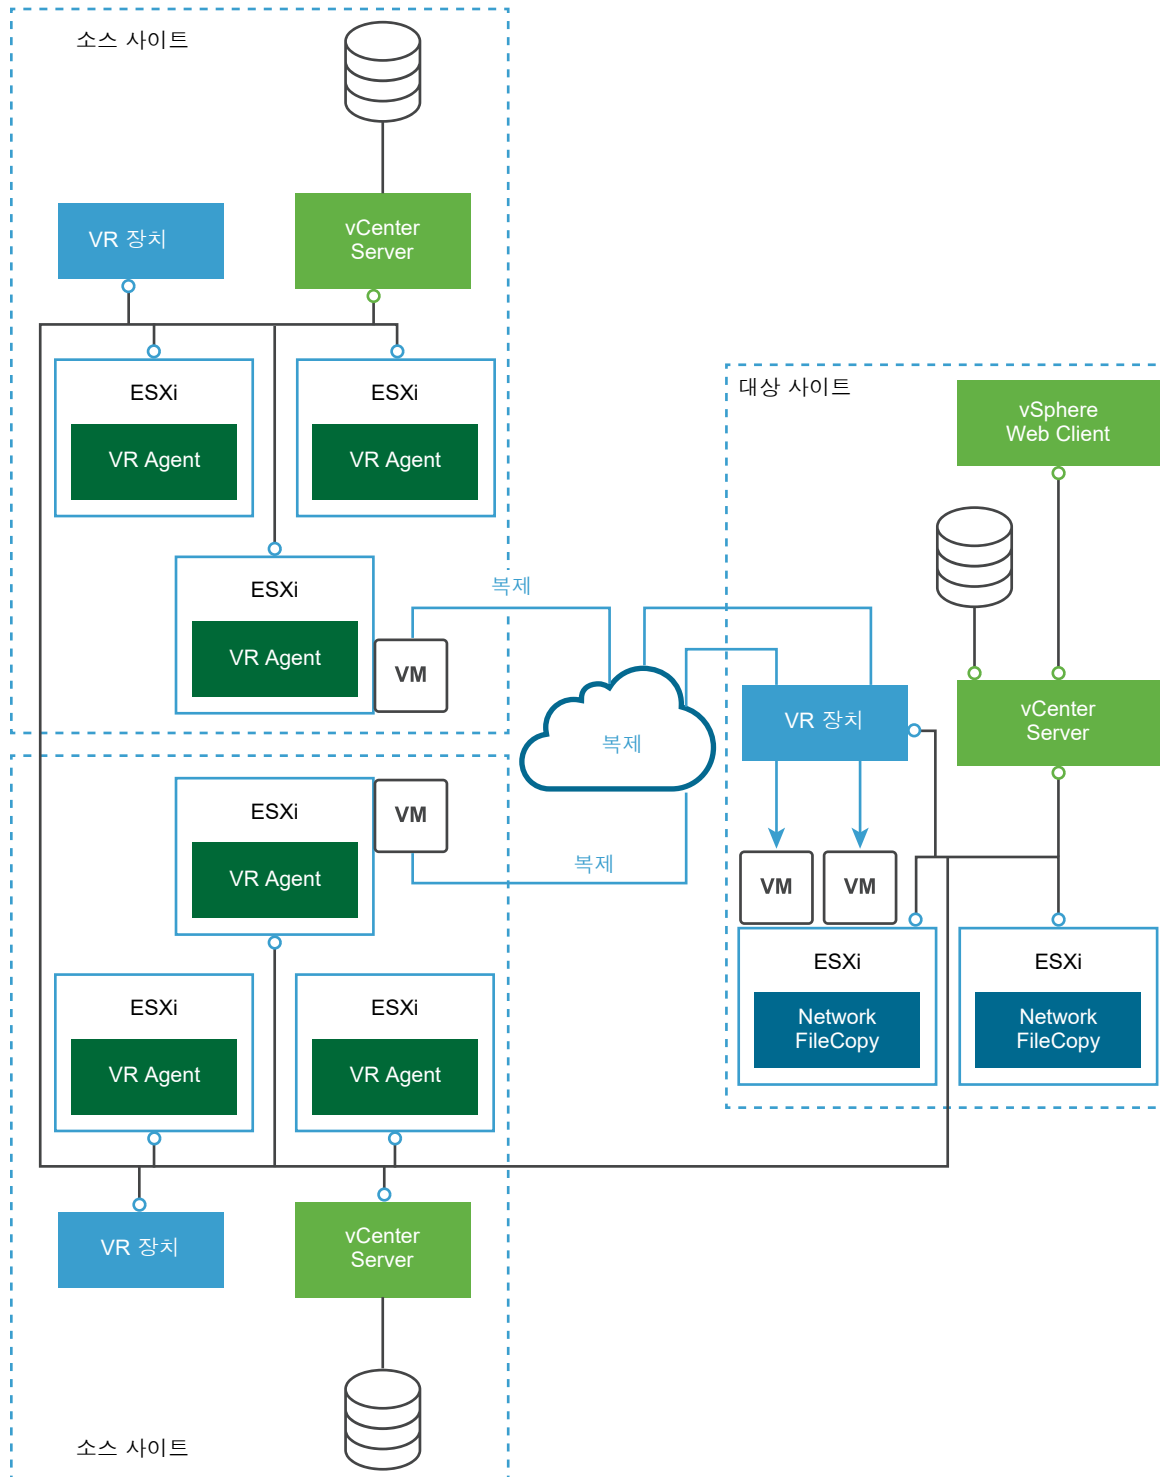 소스 사이트
VR 장치
vCenter
Server
ESXi
VR Agent
ESXi
VR Agent
ESXi
VR Agent
VM
복제
복제
대상 사이트
vSphere
Web Client
VR 장치
vCenter
Server
VM
VM
ESXi
Network
FileCopy
ESXi
Network
FileCopy
ESXi
VR Agent
VM
복제
ESXi
VR Agent
ESXi
VR Agent
VR 장치
vCenter
Server
소스 사이트